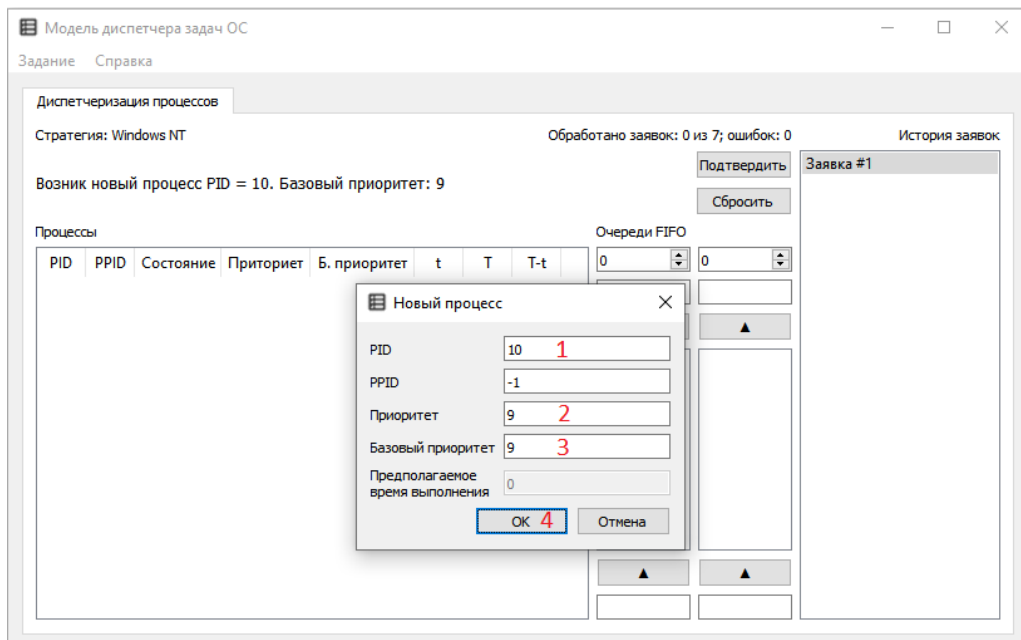 Модель диспетчера задач ОС
Задание Справка
Диспетчеризация процессов
Стратегия: Windows NT Обработано заявок: 0 из 7; ошибок: 0 История заявок
Возник новый процесс PID = 10. Базовый приоритет: 9
Подтвердить
Сбросить
Заявка #1
Процессы Очереди FIFO
PID PPID Состояние Приториет Б. приоритет t T T-t
0 0
▲
Новый процесс
PID 10 1
PPID -1
Приоритет 9 2
Базовый приоритет 9 3
Предполагаемое
время выполнения 0
ОК 4 Отмена
▲ ▲